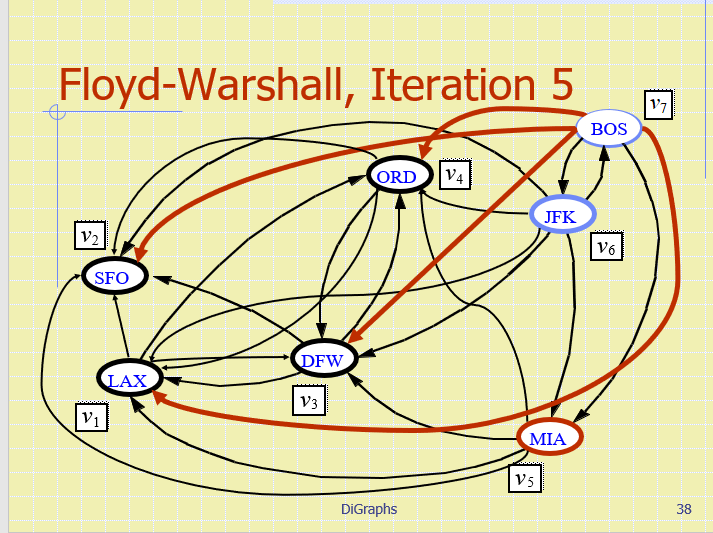 Floyd-Warshall, Iteration 5
BOS
v7
ORD
v4
JFK
v6
v2
SFO
DFW
v3
LAX
v1
MIA
v5
DiGraphs
38